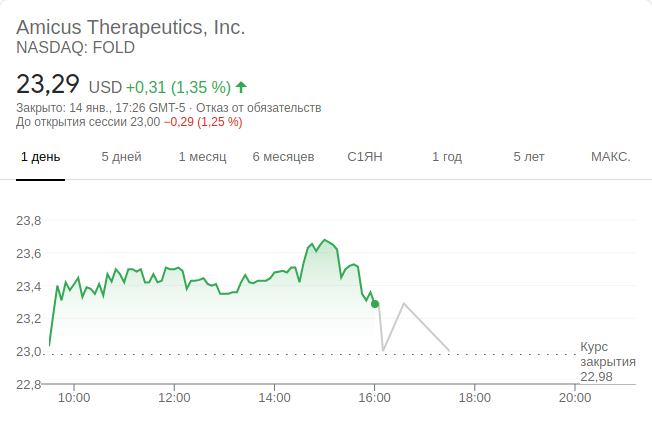 Amicus Therapeutics, Inc.
NASDAQ: FOLD
23,29 USD +0,31 (1,35 %)
Закрыто: 14 янв., 17:26 GMT-5 · Отказ от обязательств
До открытия сессии 23,00 −0,29 (1,25 %)
1 день 5 дней 1 месяц 6 месяцев С1ЯН 1 год 5 лет МАКС.
23,8
23,6
23,4
23,2
23,0
22,8
Курс
закрытия
22,98
10:00 12:00 14:00 16:00 18:00 20:00